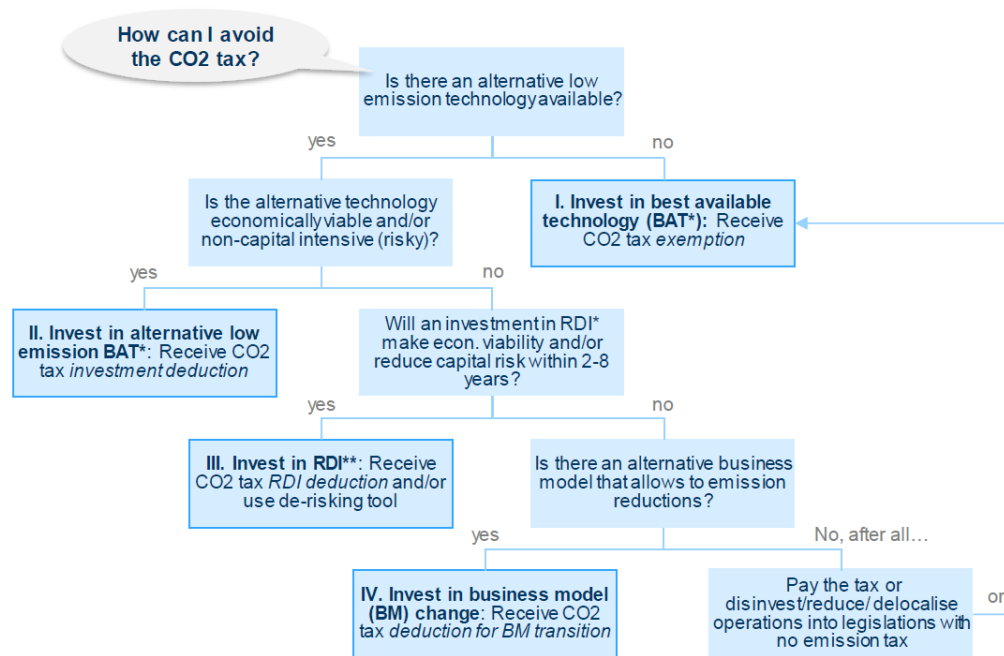 How can I avoid
the CO2 tax?
Is there an alternative low
emission technology available?
yes
no
Is the alternative technology
economically viable and/or
non-capital intensive (risky)?
I. Invest in best available
technology (BAT*): Receive
CO2 tax exemption
yes
no
II. Invest in alternative low
emission BAT*: Receive CO2
tax investment deduction
Will an investment in RDI*
make econ. viability and/or
reduce capital risk within 2-8
years?
yes
no
III. Invest in RDI**: Receive
CO2 tax RDI deduction and/or
use de-risking tool
Is there an alternative business
model that allows to emission
reductions?
yes
No, after all...
IV. Invest in business model
(BM) change: Receive CO2
tax deduction for BM transition
Pay the tax or
disinvest/reduce/ delocalise
operations into legislations with
no emission tax
or